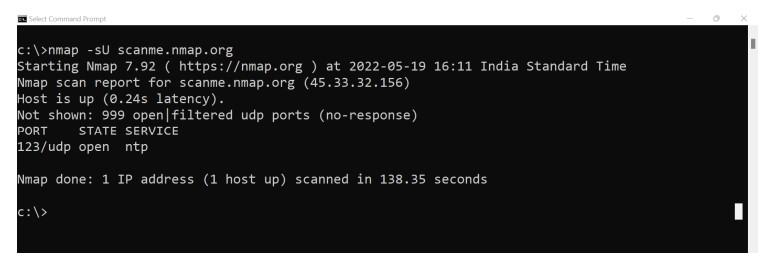 Select Command Prompt
c:\>nmap -sU scanme.nmap.org
Starting Nmap 7.92 ( https://nmap.org ) at 2022-05-19 16:11 India Standard Time
Nmap scan report for scanme.nmap.org (45.33.32.156)
Host is up (0.24s latency).
Not shown: 999 open|filtered udp ports (no-response)
PORT    STATE SERVICE
123/udp open  ntp
Nmap done: 1 IP address (1 host up) scanned in 138.35 seconds
c:\>